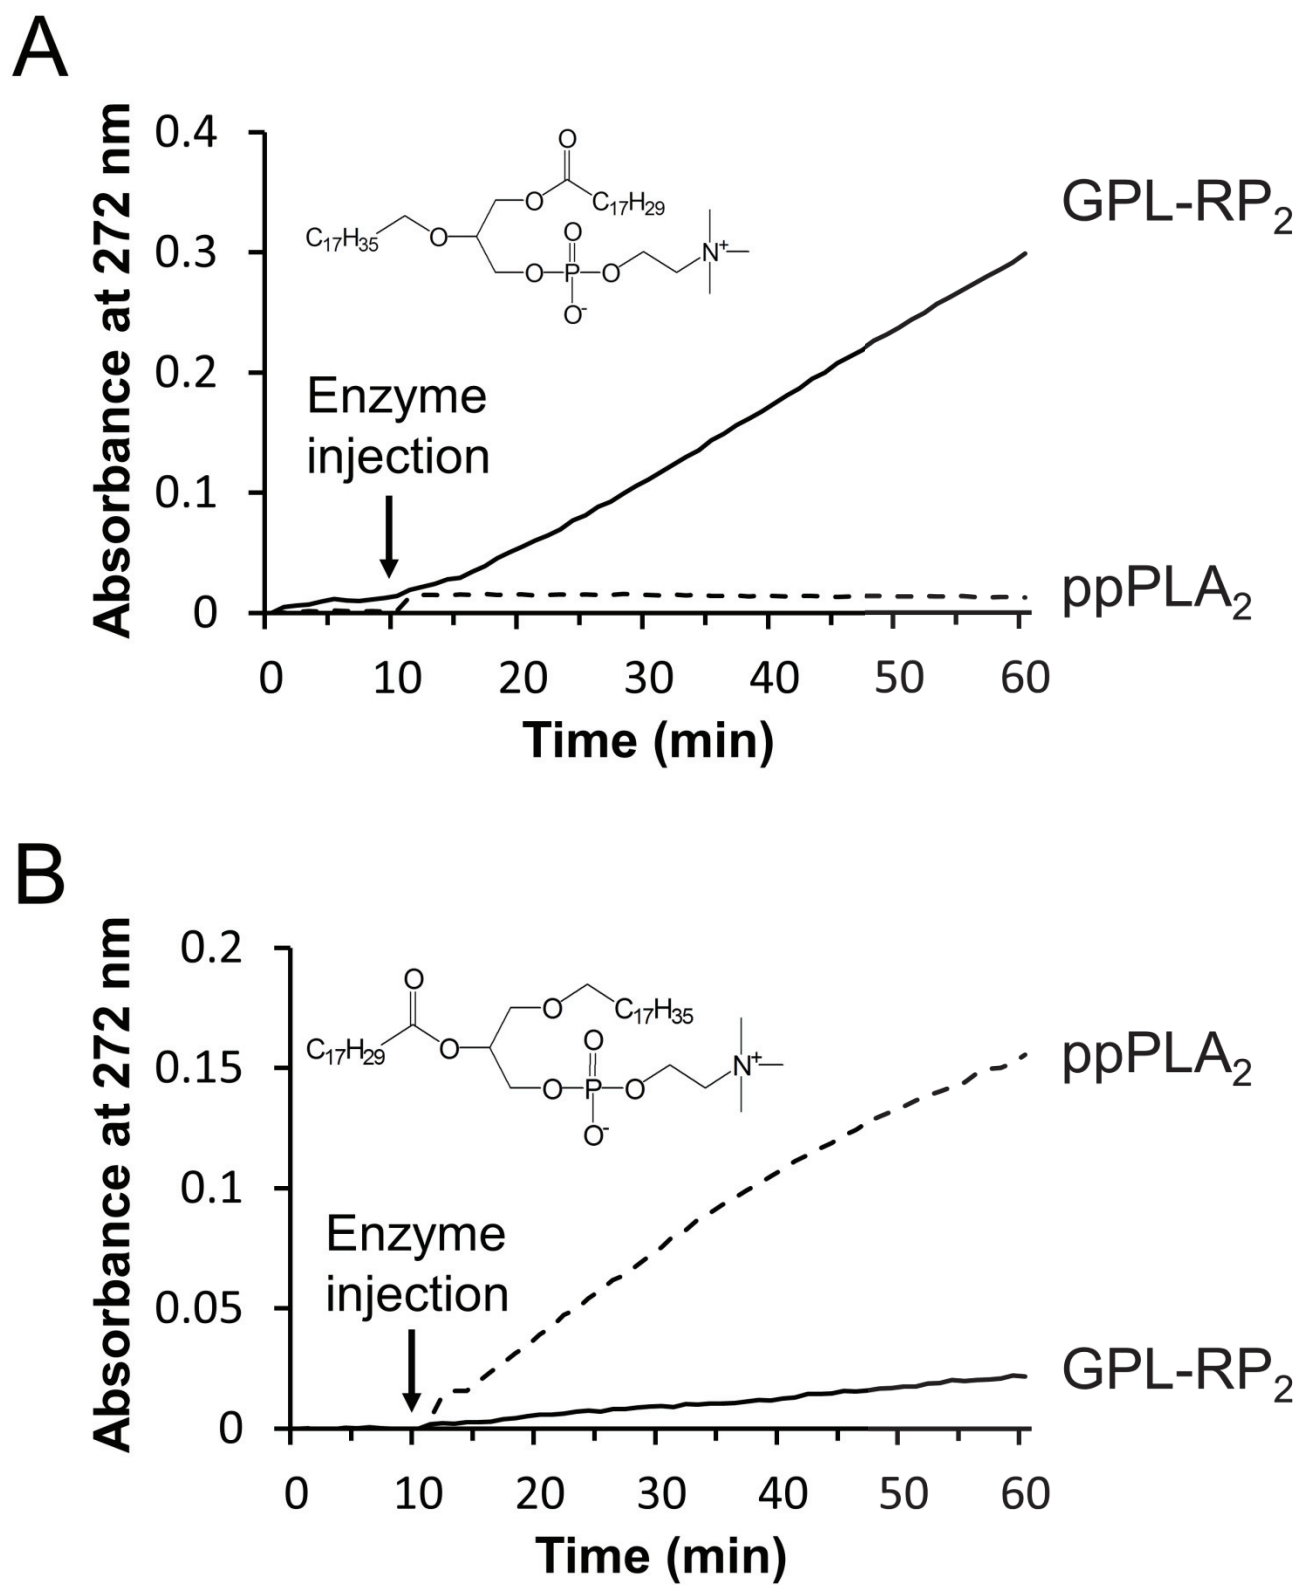 A
Absorbance at 272 nm
0.4
0.3
0.2
0.1
0
O
O
C17H29
C17H35
O
O
O
P
O
N+
O-
Enzyme
injection
GPL-RP2
ppPLA2
0 10 20 30 40 50 60
Time (min)
B
Absorbance at 272 nm
0.2
0.15
0.1
0.05
0
O
O
C17H35
C17H29
O
O
O
P
O
N+
O-
Enzyme
injection
ppPLA2
GPL-RP2
0 10 20 30 40 50 60
Time (min)